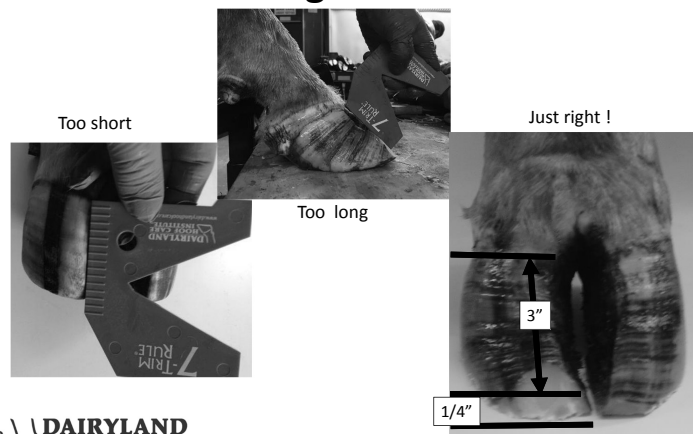 Too short
Too long
Just right !
7-TRIM
RULE
DAIRYLAND
HOOF CARE
INSTITUTE
7-TRIM
RULE
3”
1/4”
DAIRYLAND